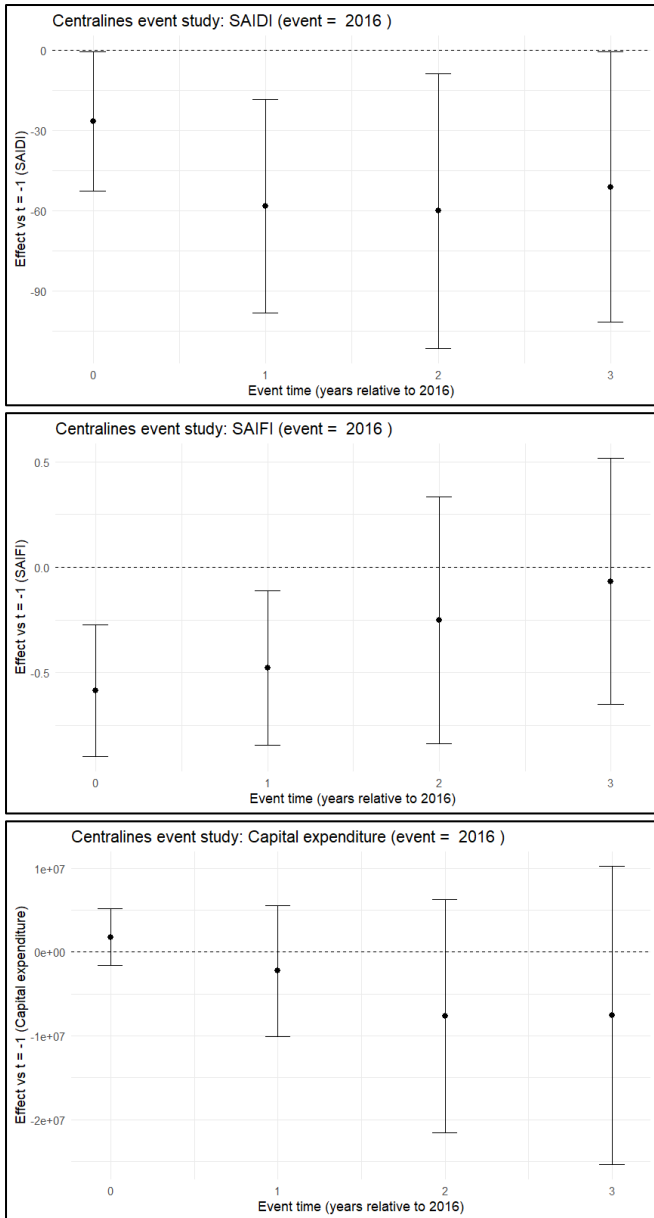 Centralines event study: SAIDI (event =  2016 )
Effect vs t = -1 (SAIDI)
0
-30
-60
-90
0 1 2 3
Event time (years relative to 2016)
Centralines event study: SAIFI (event =  2016 )
Effect vs t = -1 (SAIFI)
0.5
0.0
-0.5
0 1 2 3
Event time (years relative to 2016)
Centralines event study: Capital expenditure (event =  2016 )
Effect vs t = -1 (Capital expenditure)
1e+07
0e+00
-1e+07
-2e+07
0 1 2 3
Event time (years relative to 2016)